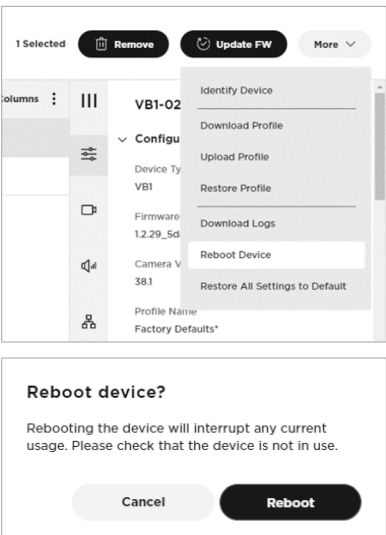 1 Selected
Remove
Update FW
More
olumns
VB1-02
Configu
Device Ty
VB1
Firmware
1.2.29_5d
Camera V
38.1
Profile Name
Factory Defaults*
Identify Device
Download Profile
Upload Profile
Restore Profile
Download Logs
Reboot Device
Restore All Settings to Default
Reboot device?
Rebooting the device will interrupt any current
usage. Please check that the device is not in use.
Cancel
Reboot